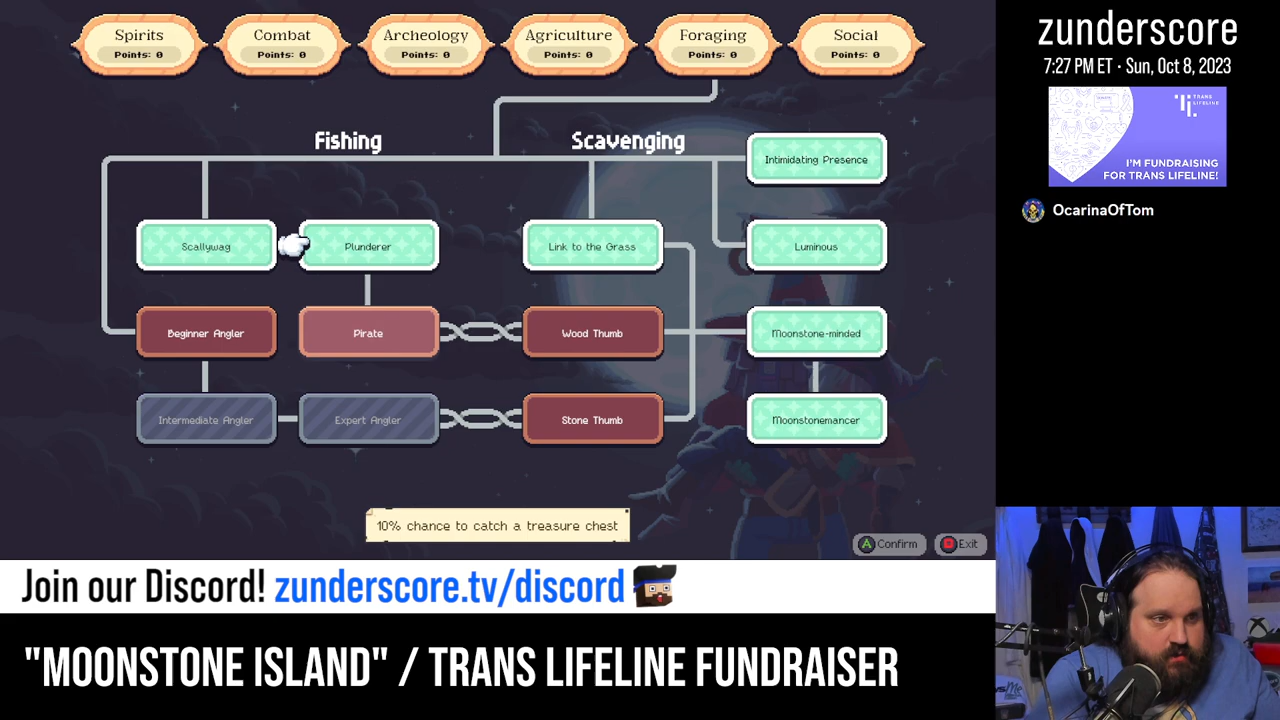 Spirits
Points: 0
Combat
Points: 0
Archeology
Points: 0
Agriculture
Points: 0
Foraging
Points: 0
Social
Points: 0
Fishing
Scavenging
Intimidating Presence
Scallywag
Plunderer
Link to the Grass
Luminous
Beginner Angler
Pirate
Wood Thumb
Moonstone-minded
Intermediate Angler
Expert Angler
Stone Thumb
Moonstonemancer
10% chance to catch a treasure chest
A Confirm
Exit
zunderscore
7:27 PM ET · Sun, Oct 8, 2023
TRANS
LIFELINE
I'M FUNDRAISING
FOR TRANS LIFELINE!
OcarinaOfTom
Join our Discord! zunderscore.tv/discord
"MOONSTONE ISLAND" / TRANS LIFELINE FUNDRAISER